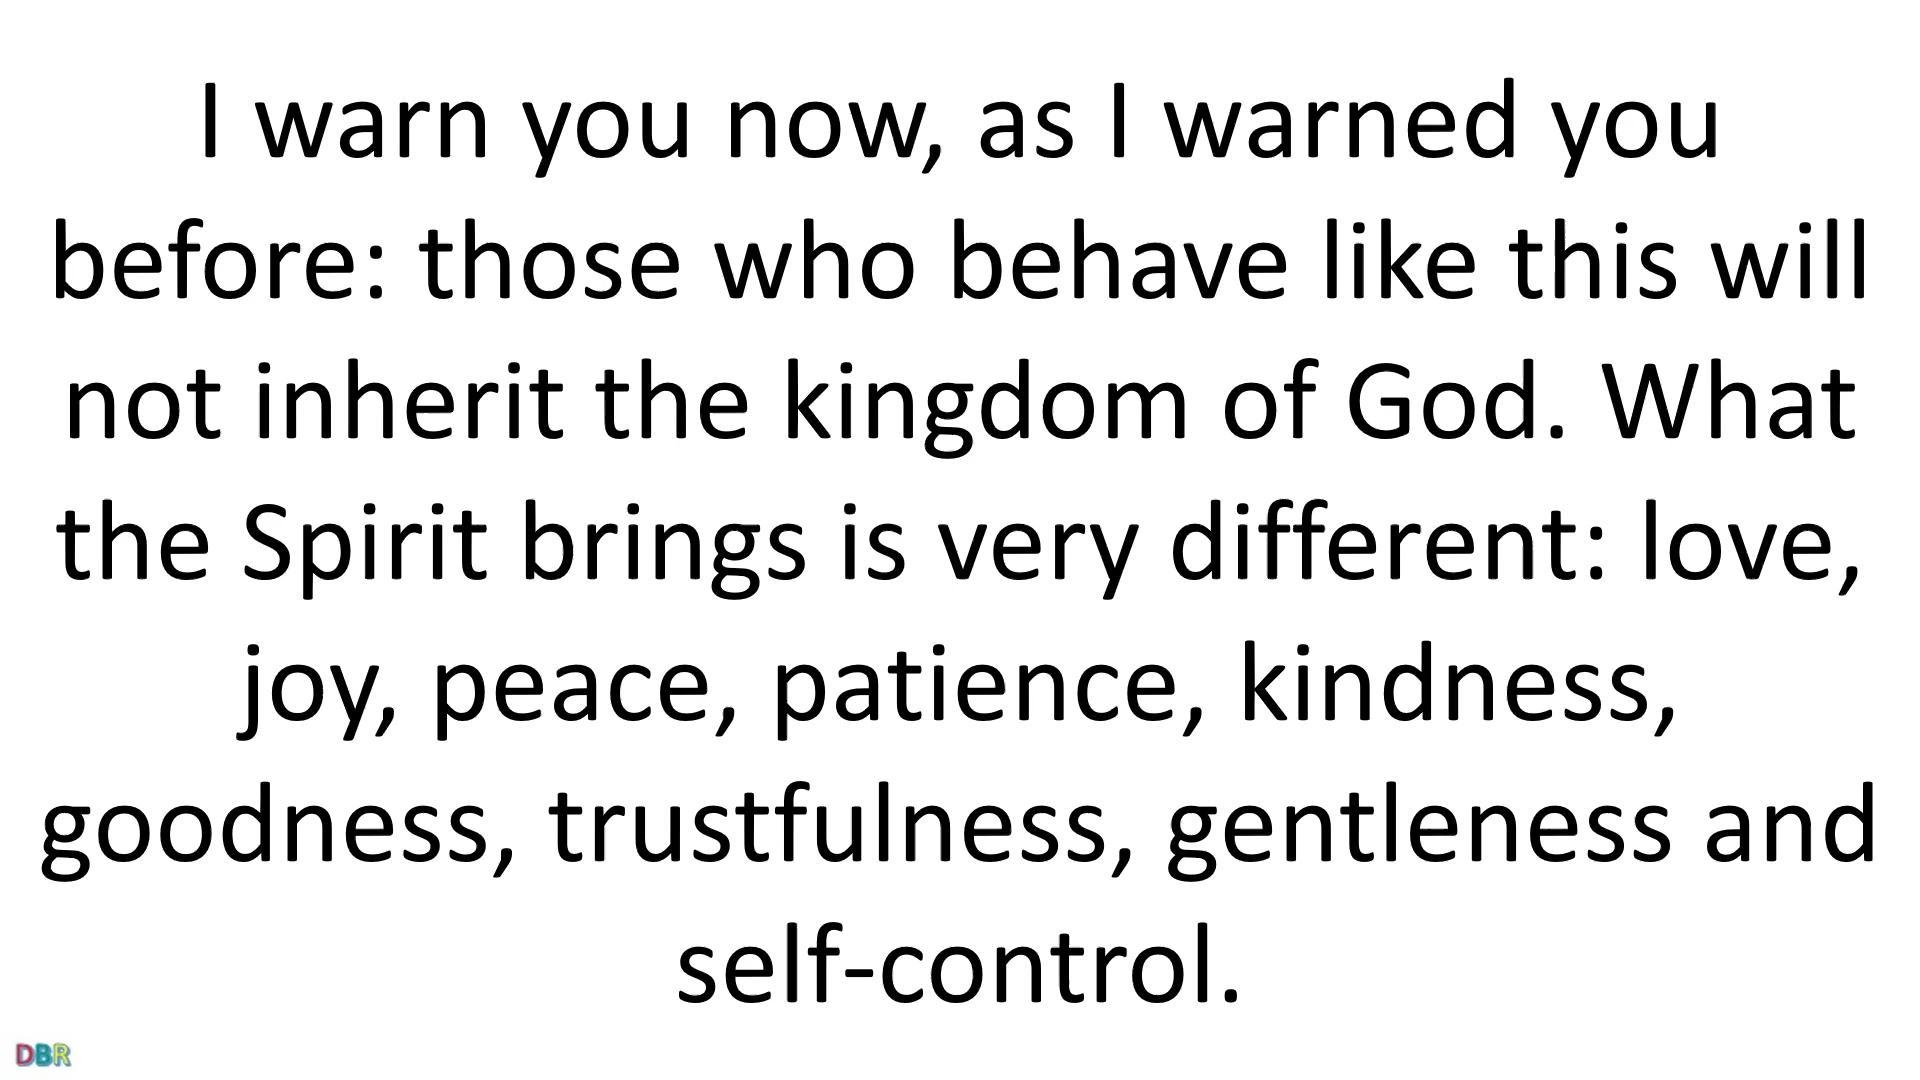 I warn you now, as I warned you
before: those who behave like this will
not inherit the kingdom of God. What
the Spirit brings is very different: love,
joy, peace, patience, kindness,
goodness, trustfulness, gentleness and
self-control.
DBR